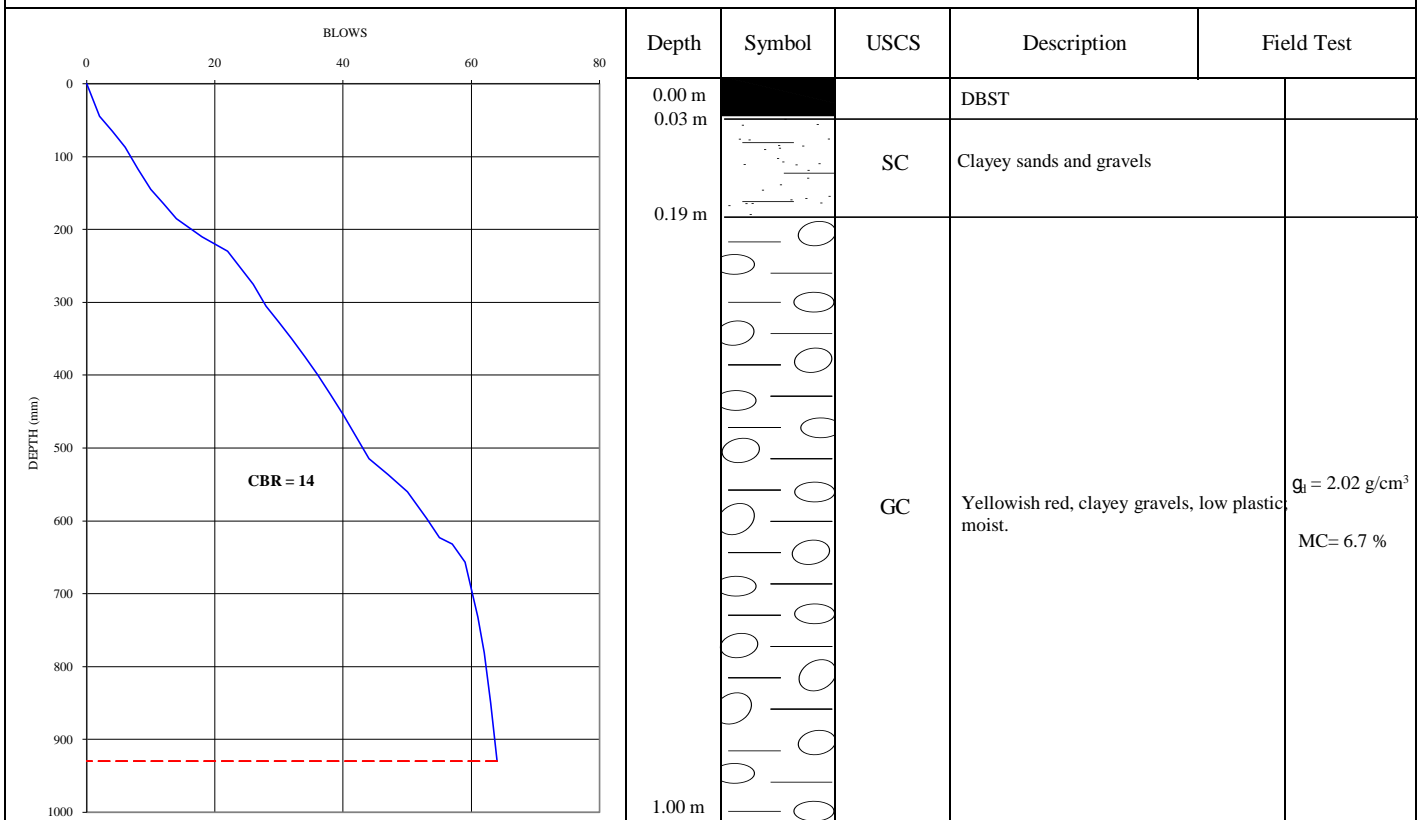 BLOWS
0 20 40 60 80
0
100
200
300
400
500
600
700
800
900
1000
DEPTH (mm)
CBR = 14
Depth Symbol USCS Description Field Test
0.00 m DBST
0.03 m
SC Clayey sands and gravels
0.19 m
GC Yellowish red, clayey gravels, low plastic;
moist.
gd = 2.02 g/cm³
MC= 6.7 %
1.00 m